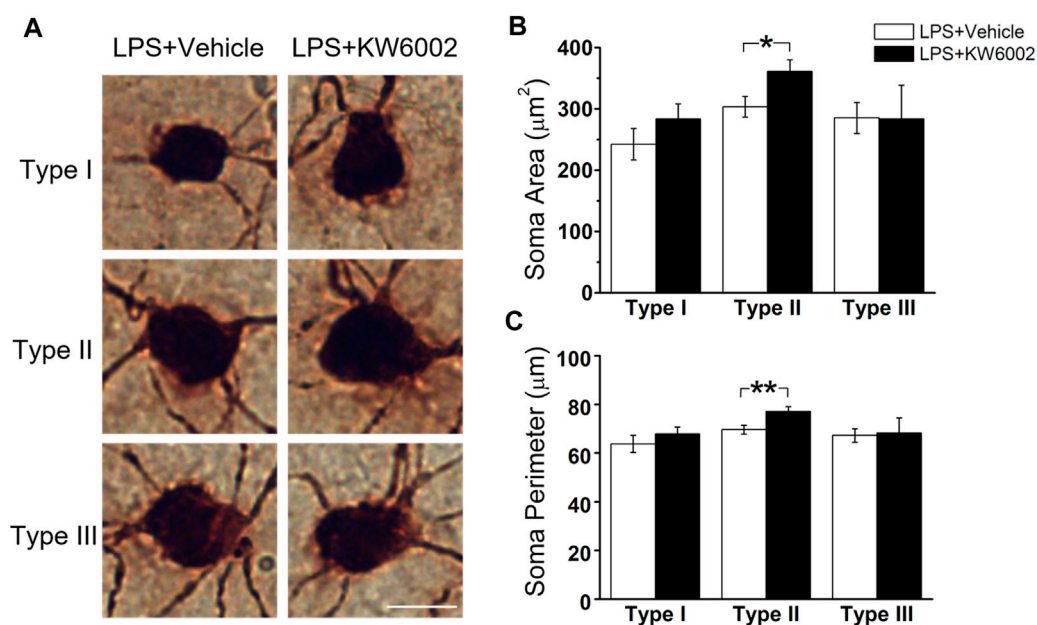 A
LPS+Vehicle LPS+KW6002
Type I
Type II
Type III
B
LPS+Vehicle
LPS+KW6002
Soma Area (μm²)
400
300
200
100
0
*
Type I Type II Type III
C
Soma Perimeter (μm)
100
80
60
40
20
0
**
Type I Type II Type III